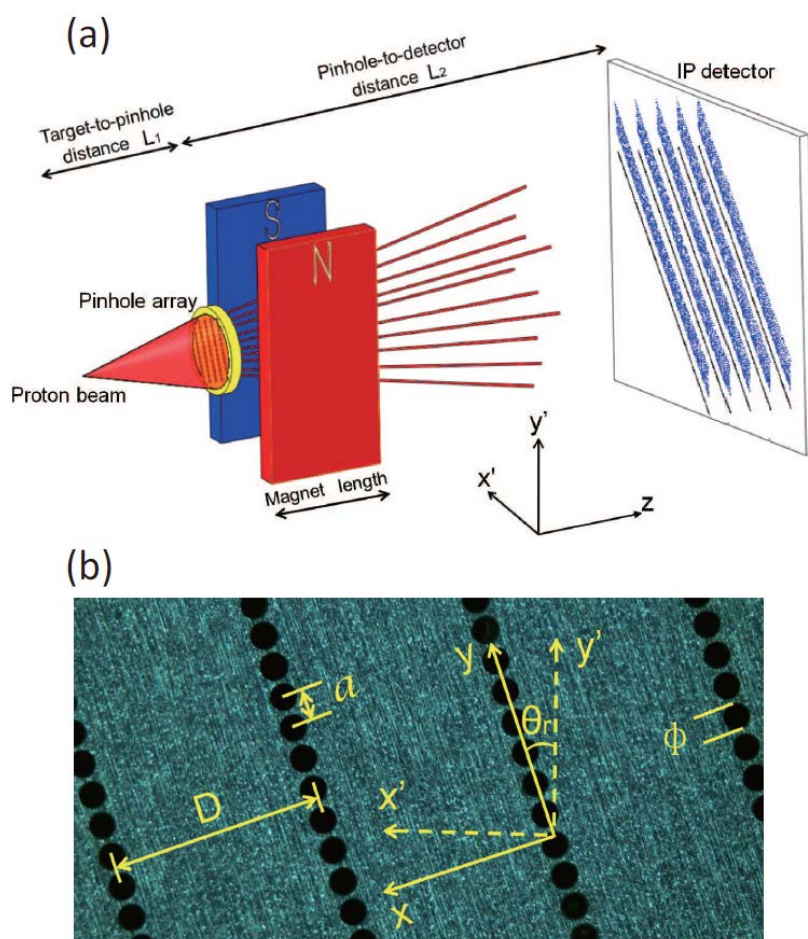 (a)
Pinhole-to-detector
distance L₂
IP detector
Target-to-pinhole
distance L₁
S
N
Pinhole array
Proton beam
Magnet length
y'
x'
z
(b)
y
y'
a
θr
ϕ
D
x'
x